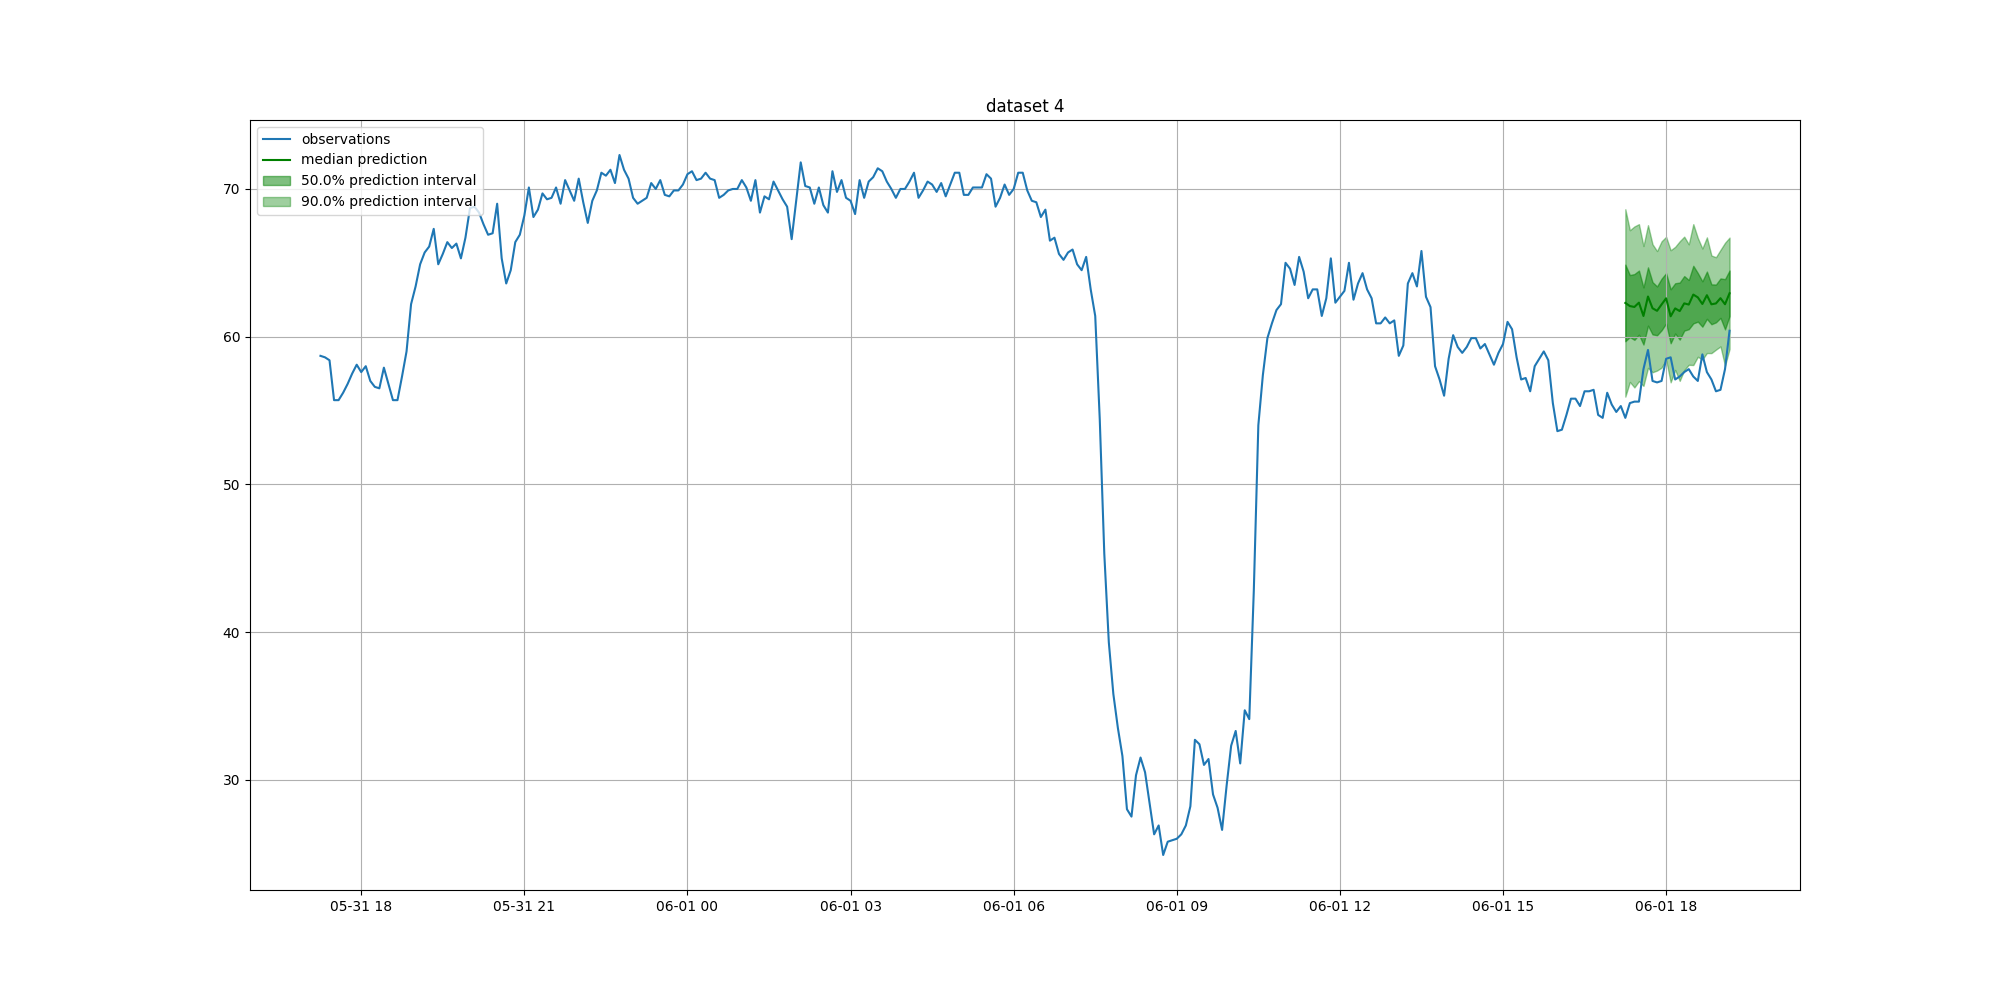 dataset 4
observations
median prediction
50.0% prediction interval
90.0% prediction interval
70
60
50
40
30
05-31 18
05-31 21
06-01 00
06-01 03
06-01 06
06-01 09
06-01 12
06-01 15
06-01 18